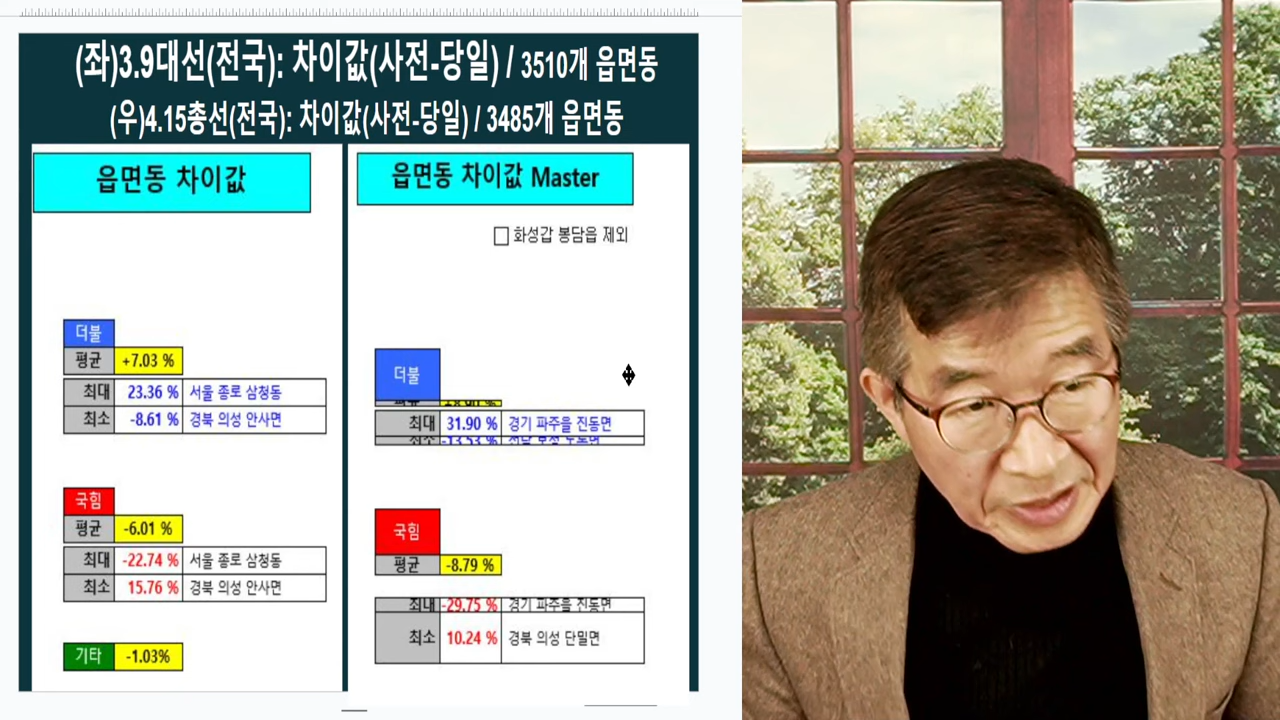 (좌)3.9대선(전국): 차이값(사전-당일) / 3510개 읍면동
(우)4.15총선(전국): 차이값(사전-당일) / 3485개 읍면동
읍면동 차이값
더불
평균 +7.03 %
최대 23.36 % 서울 종로 삼청동
최소 -8.61 % 경북 의성 안사면
국힘
평균 -6.01 %
최대 -22.74 % 서울 종로 삼청동
최소 15.76 % 경북 의성 안사면
기타 -1.03%
읍면동 차이값 Master
화성갑 봉담읍 제외
더불
최대 31.90 % 경기 파주을 진동면
최소 -13.53 %
국힘
평균 -8.79 %
최대 -29.75 % 경기 파주을 진동면
최소 10.24 % 경북 의성 단밀면